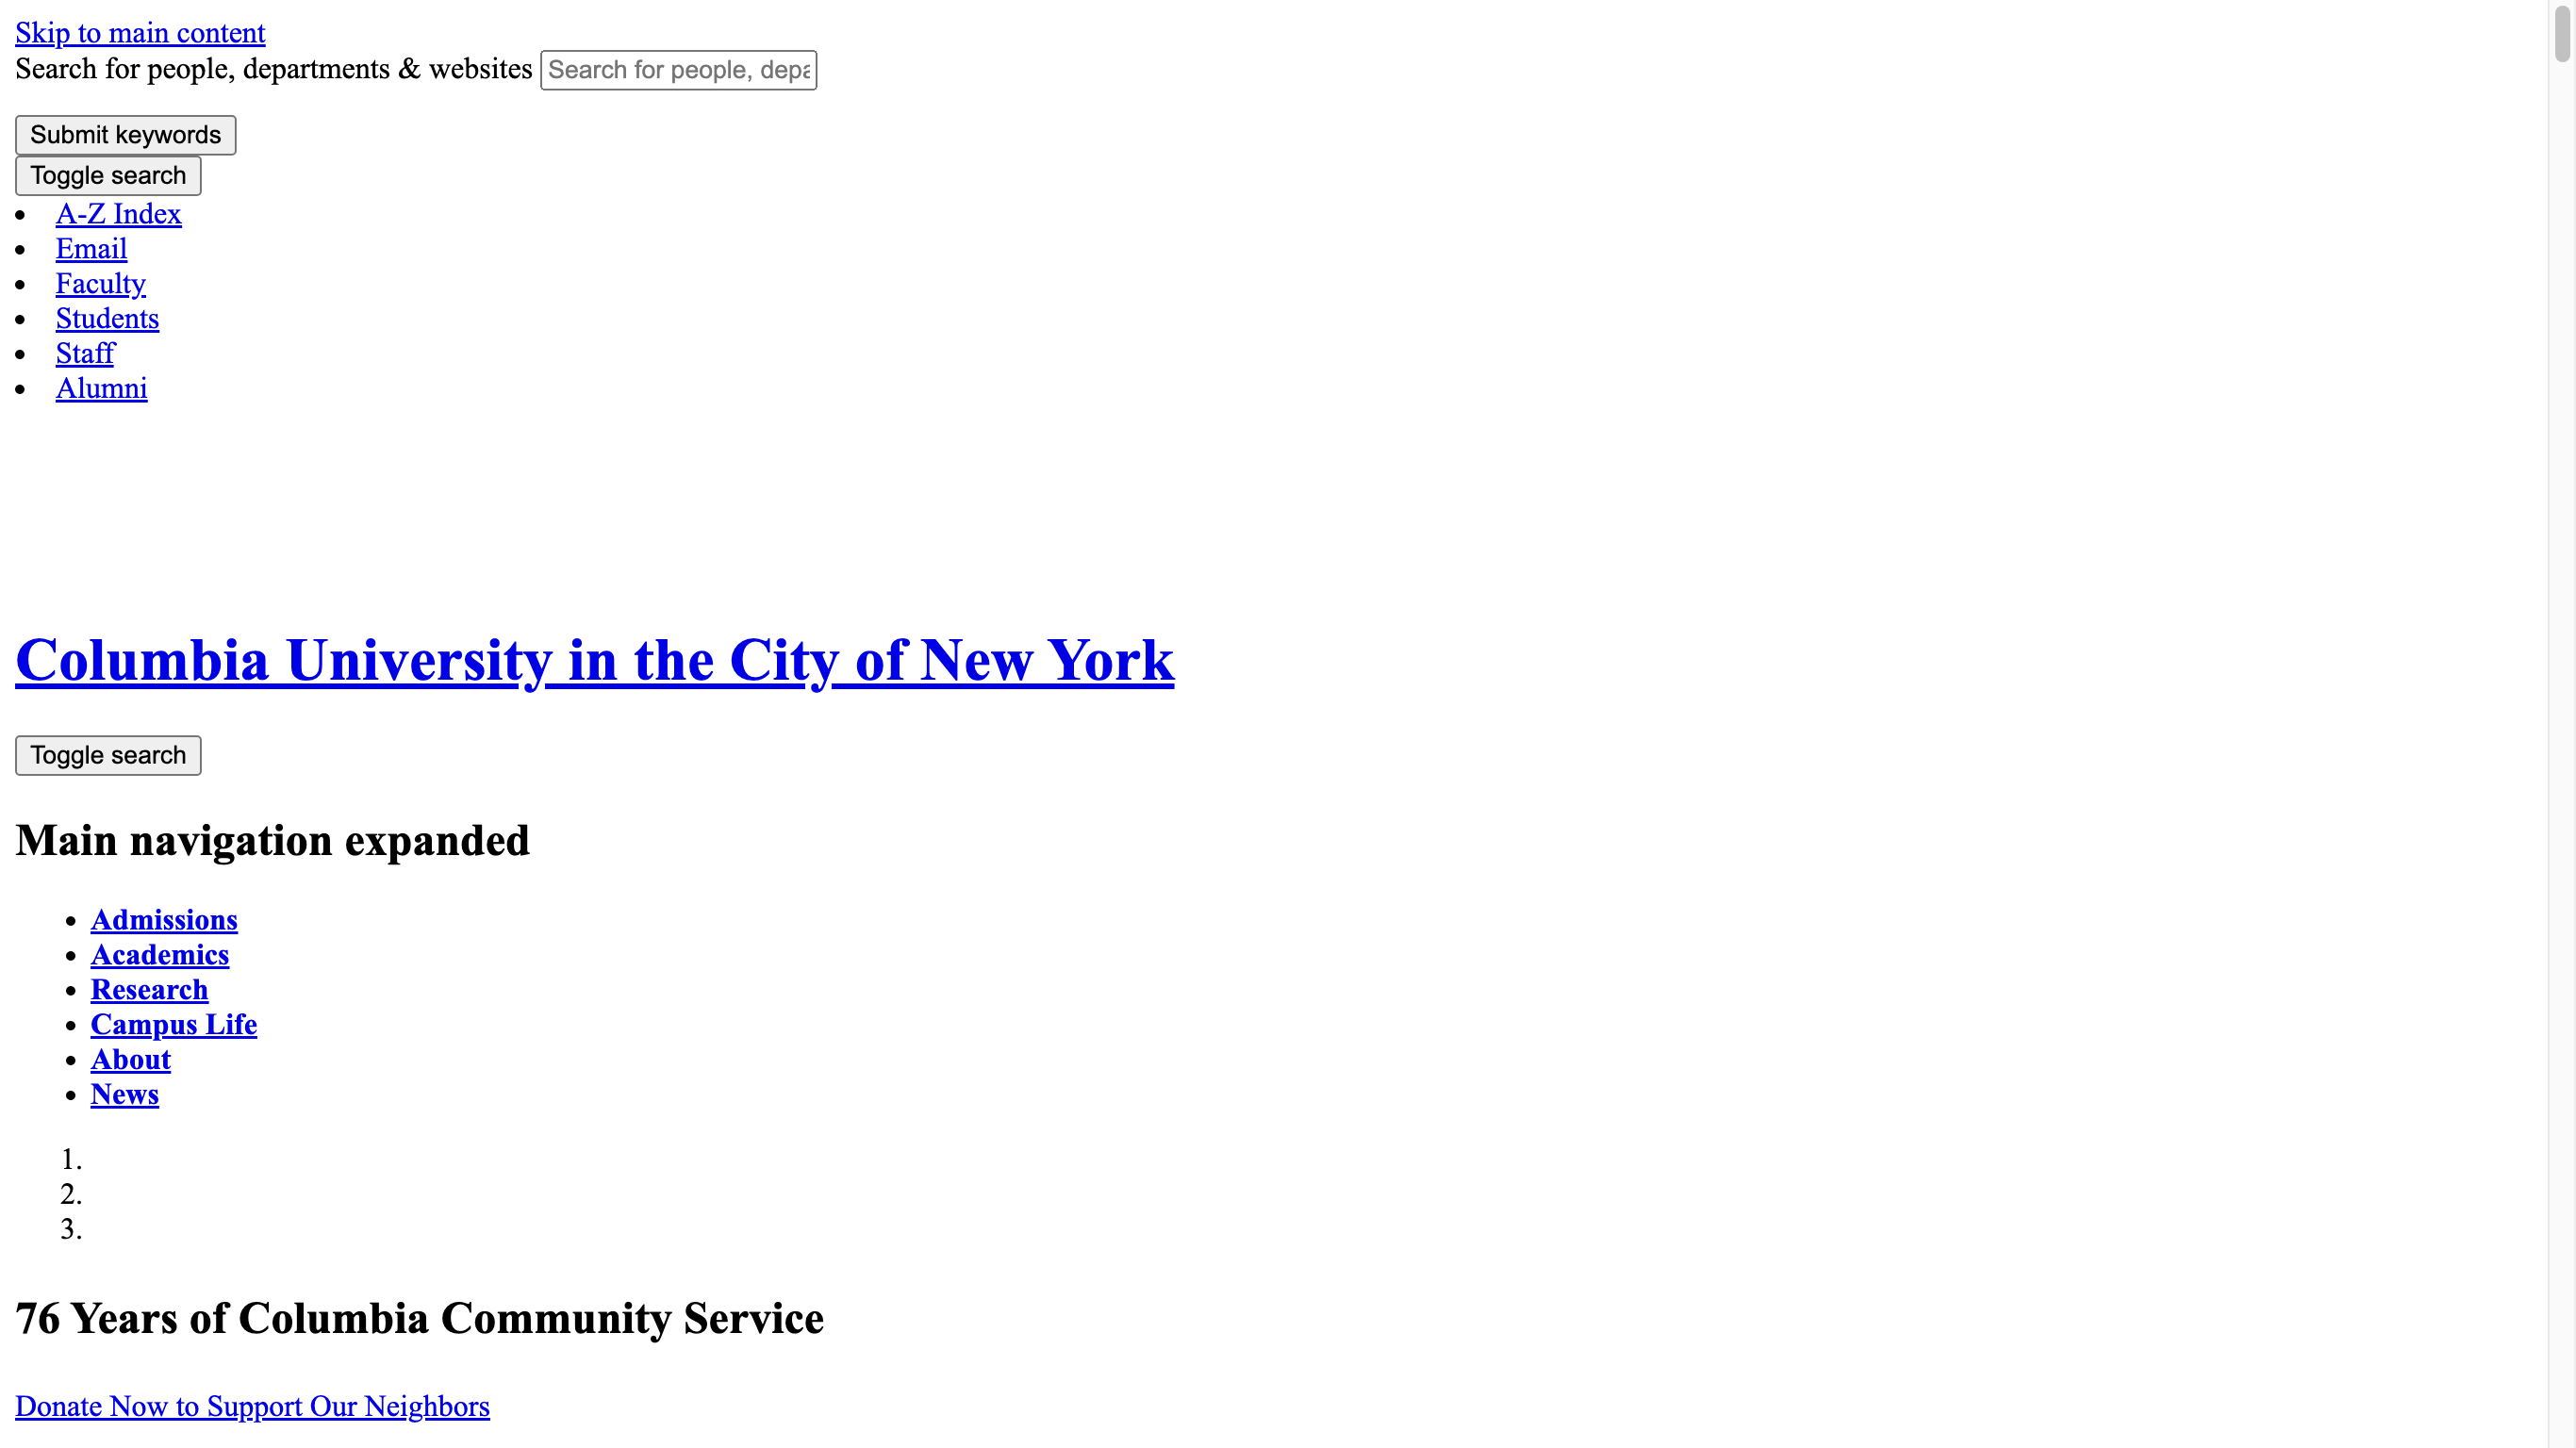 Skip to main content
Search for people, departments & websites Search for people, depa
Submit keywords
Toggle search
A-Z Index
Email
Faculty
Students
Staff
Alumni
Columbia University in the City of New York
Toggle search
Main navigation expanded
Admissions
Academics
Research
Campus Life
About
News
1.
2.
3.
76 Years of Columbia Community Service
Donate Now to Support Our Neighbors